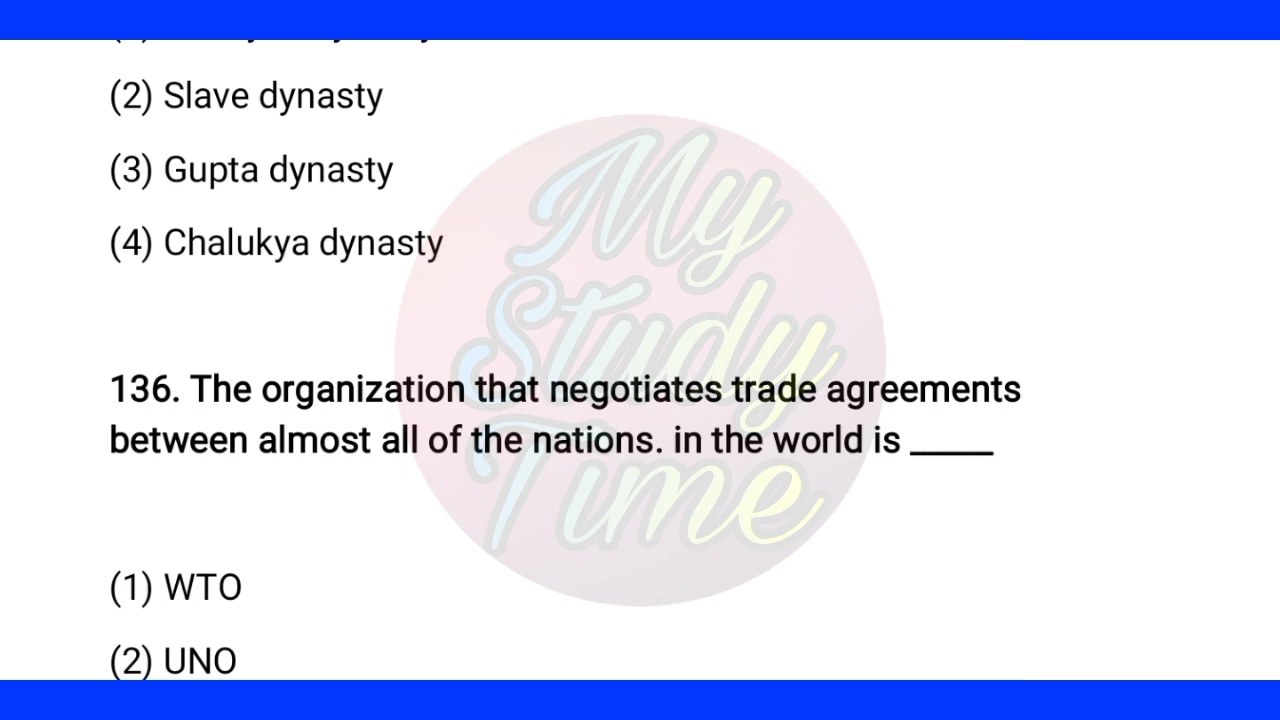 (2) Slave dynasty
(3) Gupta dynasty
(4) Chalukya dynasty
136. The organization that negotiates trade agreements
between almost all of the nations. in the world is _____
(1) WTO
(2) UNO
My
Study
Time